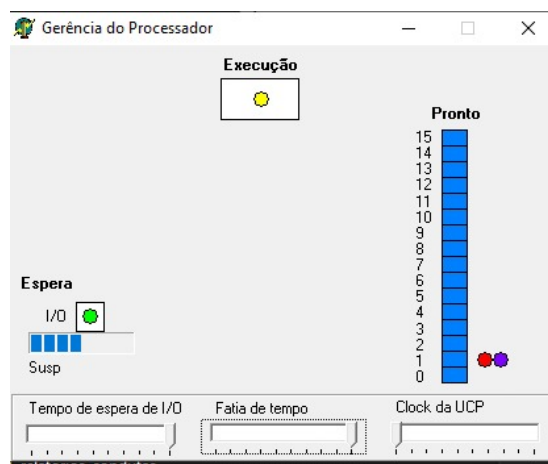 Gerência do Processador
Execução
Pronto
15
14
13
12
11
10
9
8
7
6
5
4
3
2
1
0
Espera
I/O
Susp
Tempo de espera de I/O
Fatia de tempo
Clock da UCP